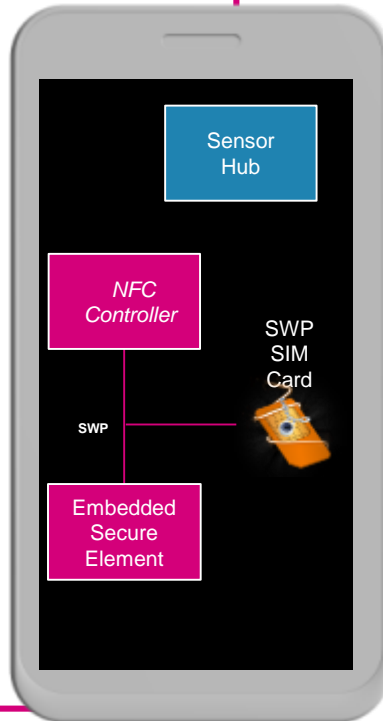 Sensor
Hub
NFC
Controller
SWP
SIM
Card
SWP
Embedded
Secure
Element